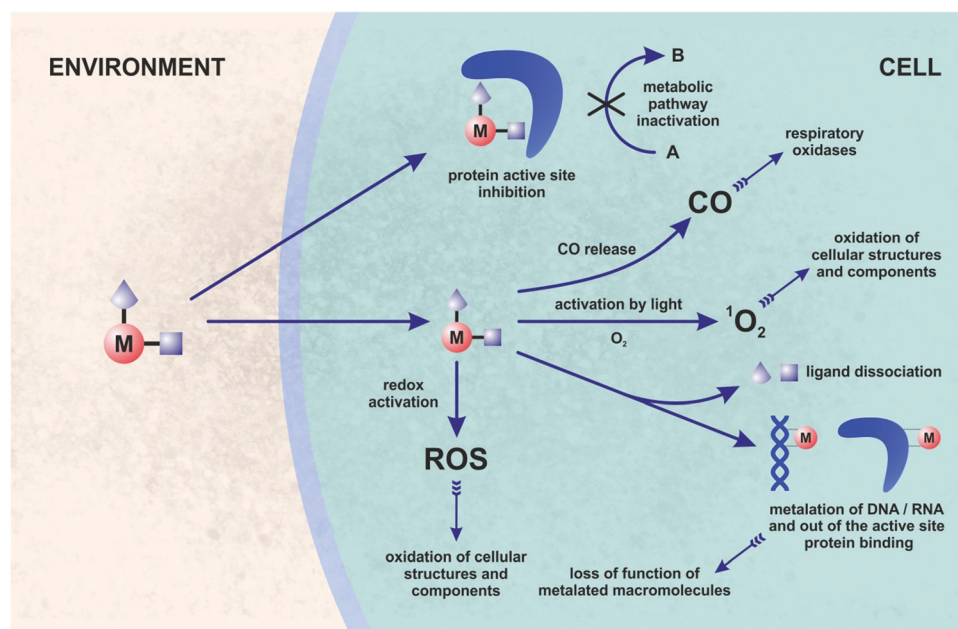 ENVIRONMENT
CELL
M
protein active site
inhibition
B
metabolic
pathway
inactivation
A
respiratory
oxidases
CO
CO release
oxidation of
cellular structures
and components
activation by light
O₂
¹O₂
M
M
redox
activation
ligand dissociation
ROS
M
M
metalation of DNA / RNA
and out of the active site
protein binding
oxidation of cellular
structures and
components
loss of function of
metalated macromolecules